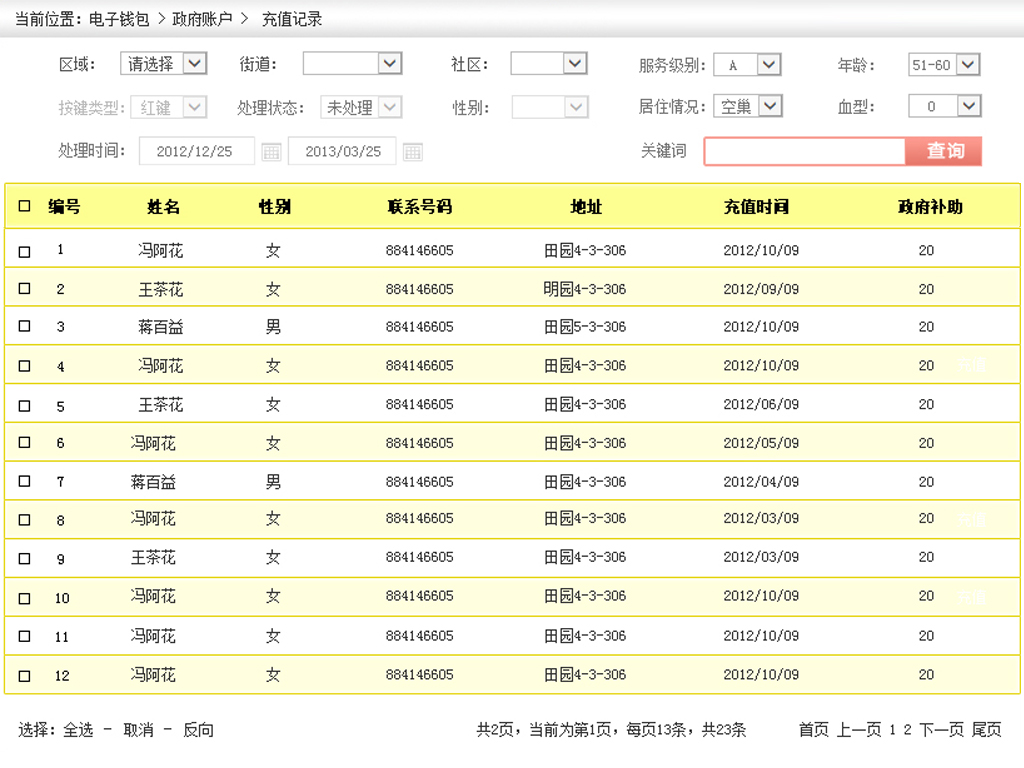 当前位置：电子钱包 > 政府账户 > 充值记录
区域： 请选择 街道： 社区： 服务级别： A 年龄： 51-60
按键类型： 红键 处理状态： 未处理 性别： 居住情况： 空巢 血型： O
处理时间： 2012/12/25 2013/03/25 关键词 查询
编号 姓名 性别 联系号码 地址 充值时间 政府补助
1 冯阿花 女 884146605 田园4-3-306 2012/10/09 20
2 王茶花 女 884146605 明园4-3-306 2012/09/09 20
3 蒋百益 男 884146605 田园5-3-306 2012/10/09 20
4 冯阿花 女 884146605 田园4-3-306 2012/10/09 20
5 王茶花 女 884146605 田园4-3-306 2012/06/09 20
6 冯阿花 女 884146605 田园4-3-306 2012/05/09 20
7 蒋百益 男 884146605 田园4-3-306 2012/04/09 20
8 冯阿花 女 884146605 田园4-3-306 2012/03/09 20
9 王茶花 女 884146605 田园4-3-306 2012/03/09 20
10 冯阿花 女 884146605 田园4-3-306 2012/10/09 20
11 冯阿花 女 884146605 田园4-3-306 2012/10/09 20
12 冯阿花 女 884146605 田园4-3-306 2012/10/09 20
选择：全选 - 取消 - 反向 共2页，当前为第1页，每页13条，共23条 首页 上一页 1 2 下一页 尾页